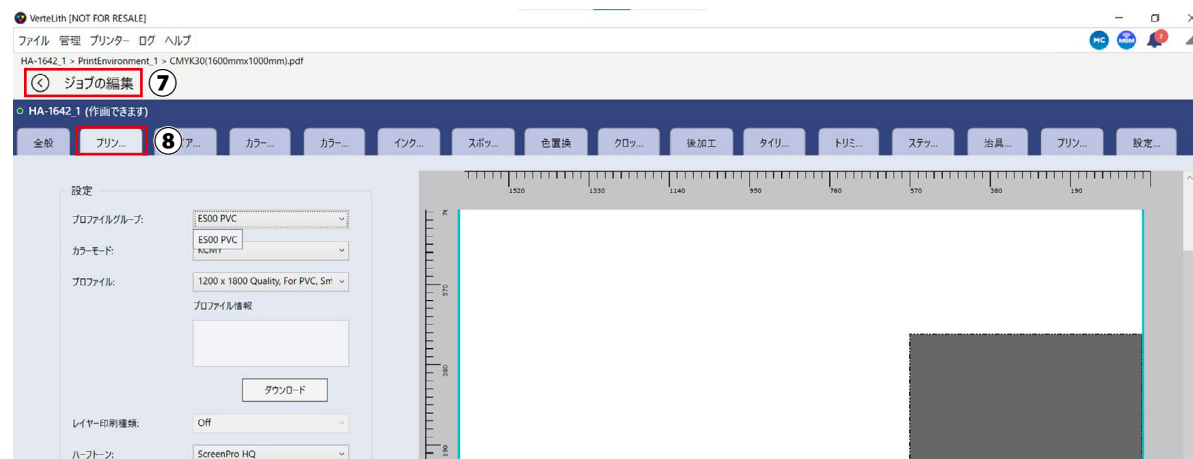 VerteLith [NOT FOR RESALE]
ファイル 管理 プリンター ログ ヘルプ
MC MSM 7
HA-1642_1 > PrintEnvironment_1 > CMYK30(1600mmx1000mm).pdf
ジョブの編集 ⑦
HA-1642_1 (作画できます)
全般 プリン... ⑧ ア... カラー... カラー... インク... スポッ... 色置換 クロッ... 後加工 タイリ... トリミ... ステッ... 治具... プリン... 設定...
1520 1330 1140 950 760 570 380 190
設定
プロファイルグループ: ES00 PVC
ES00 PVC
カラーモード: KCMY
プロファイル: 1200 x 1800 Quality, For PVC, Sm
570
プロファイル情報
380
ダウンロード
レイヤー印刷種類: Off
ハーフトーン: ScreenPro HQ
190